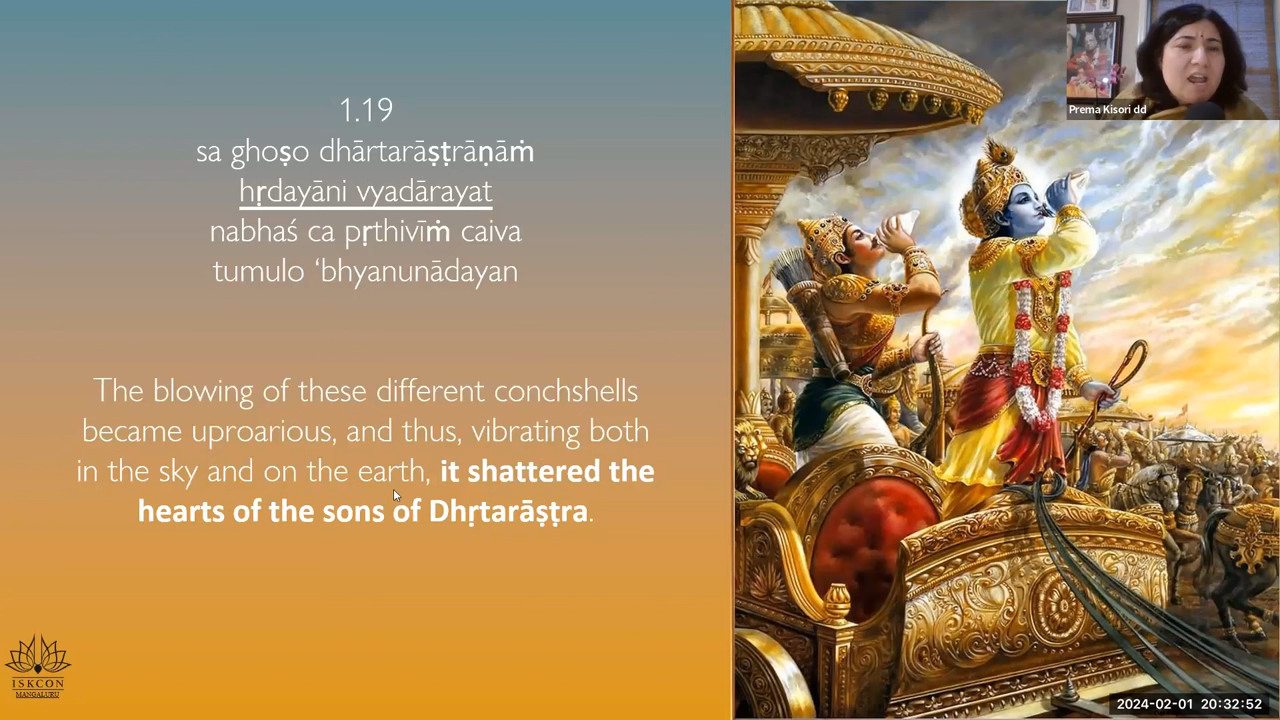 1.19
sa ghoṣo dhārtarāṣṭrāṇāṁ
hṛdayāni vyadārayat
nabhaś ca pṛthivīṁ caiva
tumulo ‘bhyanunādayan
The blowing of these different conchshells
became uproarious, and thus, vibrating both
in the sky and on the earth, it shattered the
hearts of the sons of Dhṛtarāṣṭra.
ISKCON
MANGALURU
Prema Kisori dd
2024-02-01 20:32:52